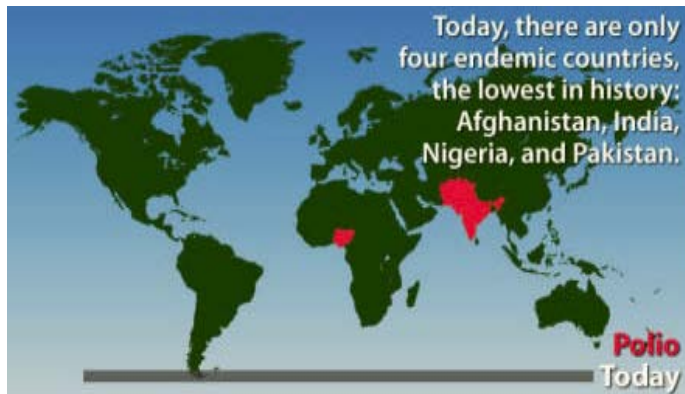 Today, there are only
four endemic countries,
the lowest in history:
Afghanistan, India,
Nigeria, and Pakistan.
Polio
Today